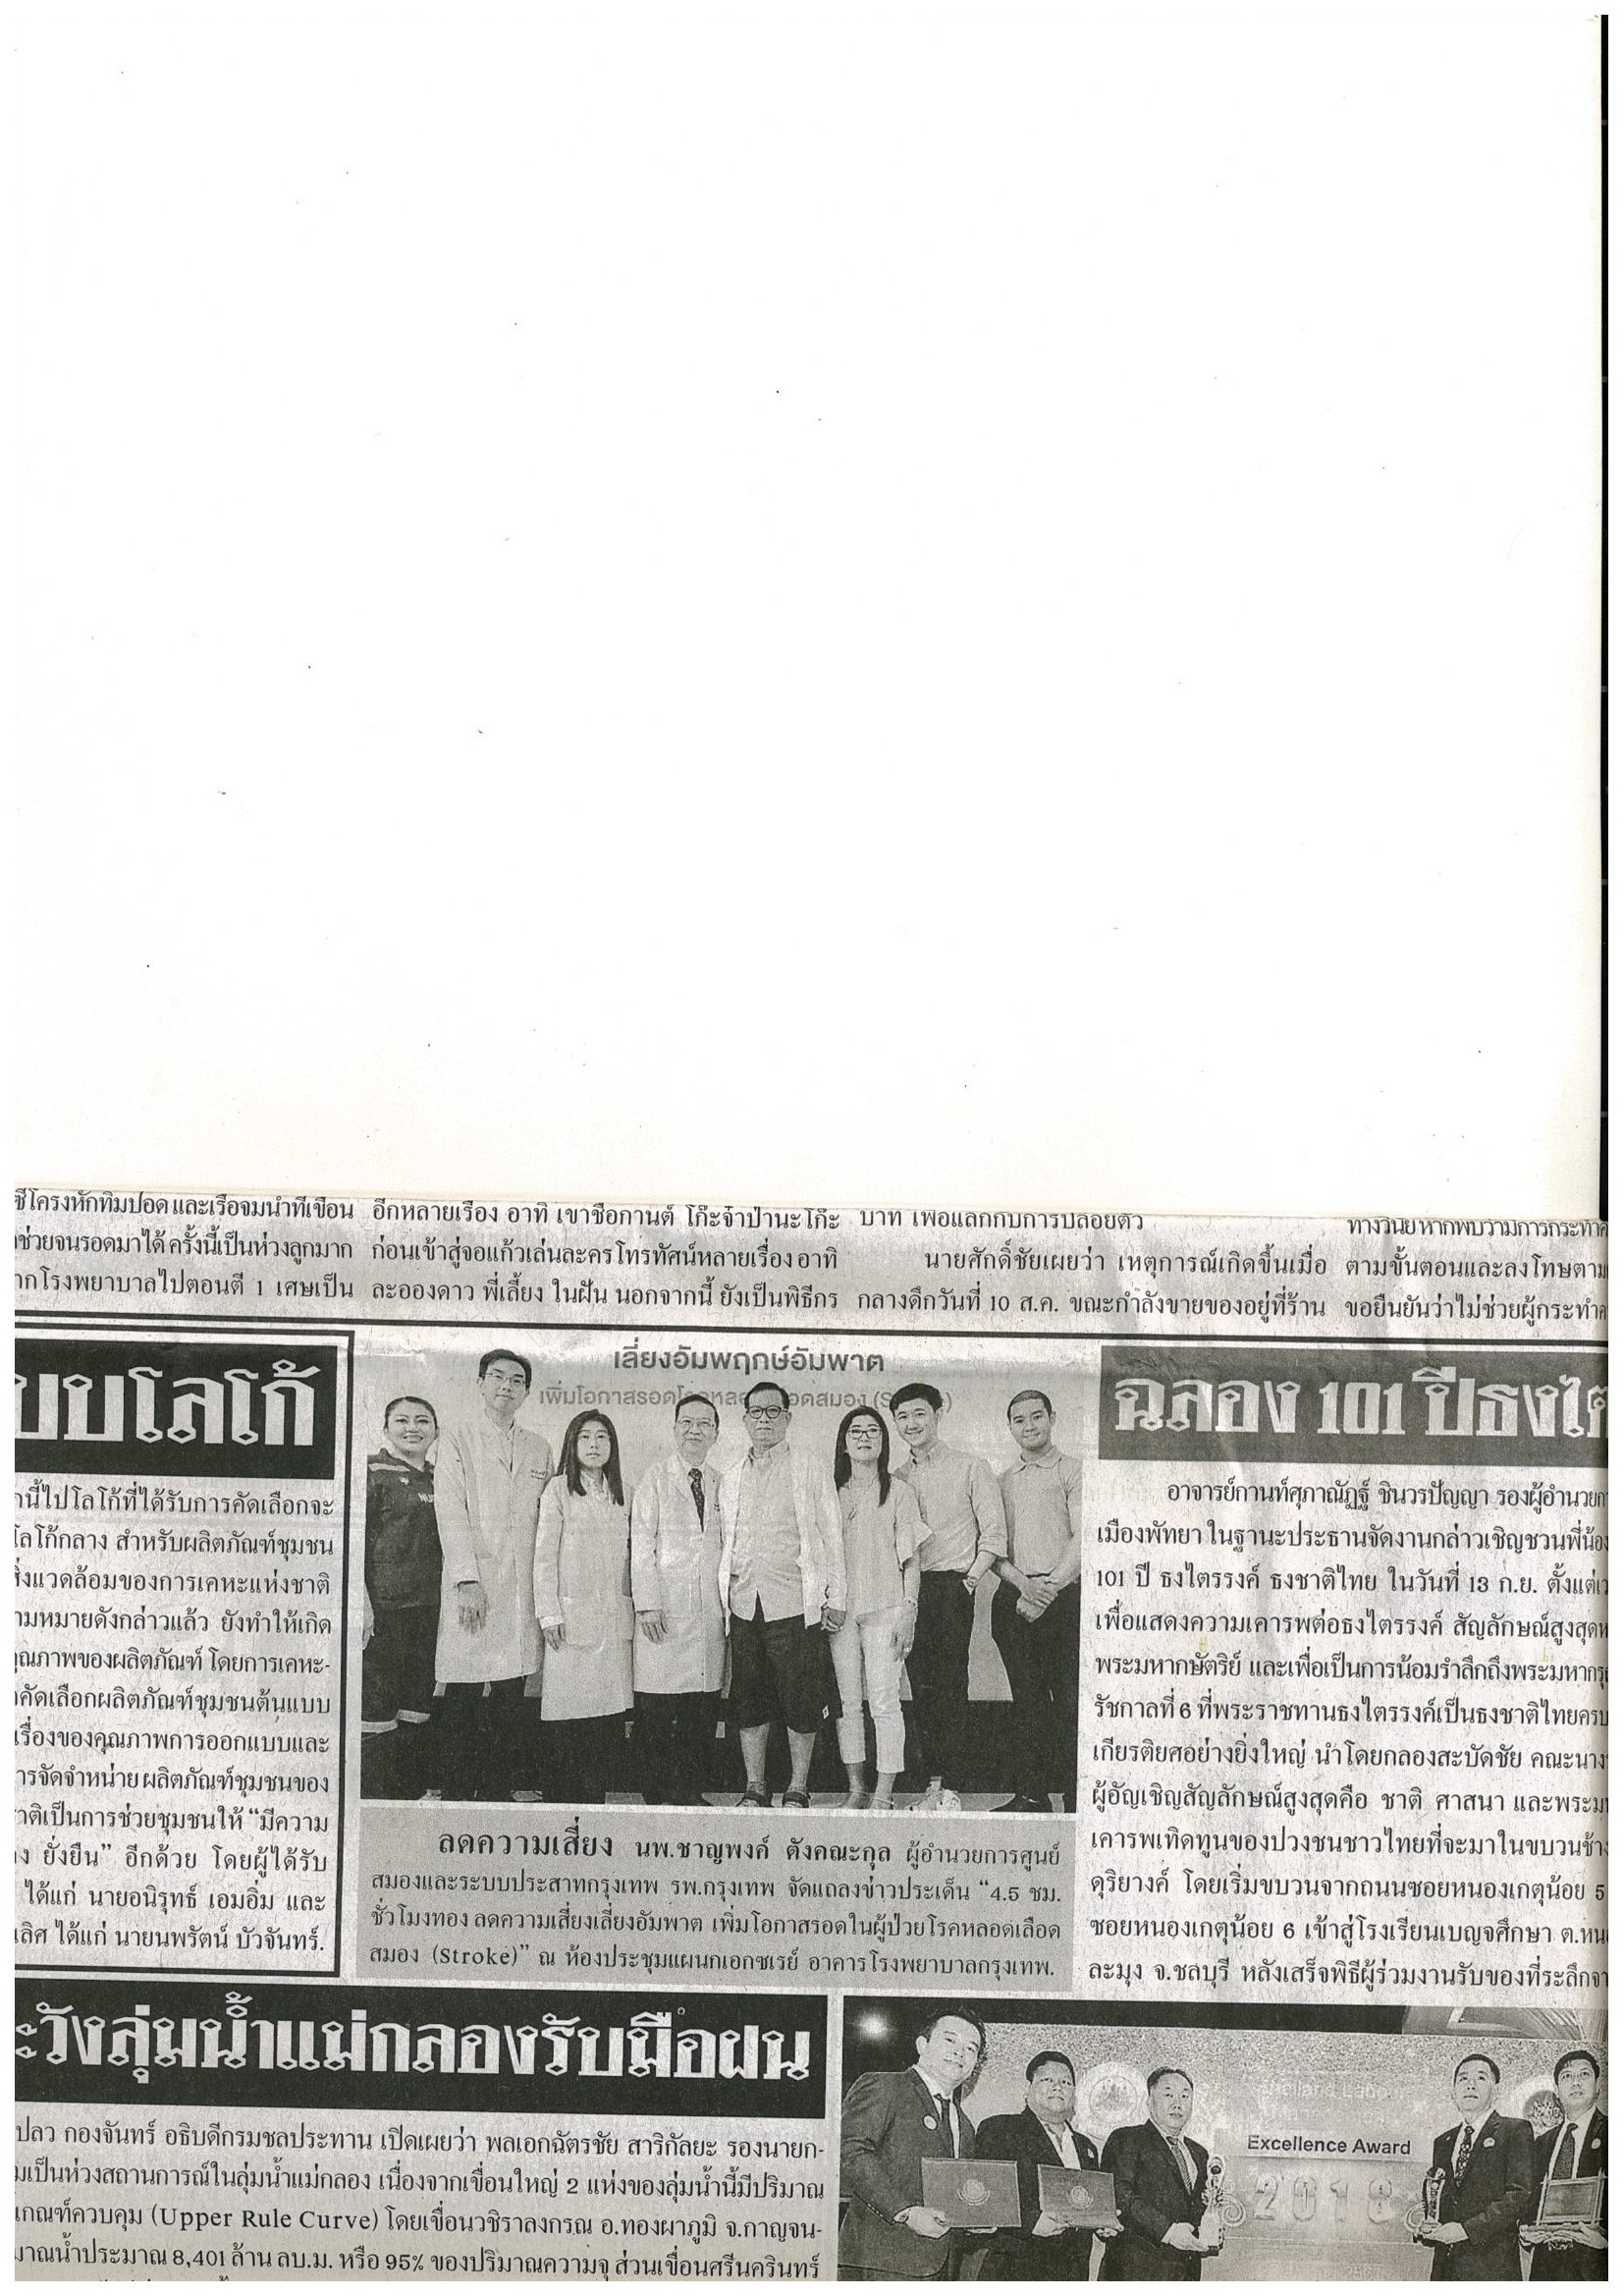 ซี่โครงหักทิ่มปอด และเรือจมน้ำที่เขื่อน
ช่วยจนรอดมาได้ ครั้งนี้เป็นห่วงลูกมาก
ากโรงพยาบาลไปตอนตี 1 เศษเป็น
อีกหลายเรื่อง อาทิ เขาชื่อกานต์ โก๊ะจ๋าป่านะโก๊ะ
ก่อนเข้าสู่จอแก้วเล่นละครโทรทัศน์หลายเรื่อง อาทิ
ละอองดาว พี่เลี้ยง ในฝัน นอกจากนี้ ยังเป็นพิธีกร
บาท เพื่อแลกกับการปล่อยตัว
นายศักดิ์ชัยเผยว่า เหตุการณ์เกิดขึ้นเมื่อ
กลางดึกวันที่ 10 ส.ค. ขณะกำลังขายของอยู่ที่ร้าน
ทางวินัย หากพบว่ามีการกระทำ
ตามขั้นตอนและลงโทษตาม
ขอยืนยันว่าไม่ช่วยผู้กระทำ
บบโลโก้
านี้ไปโลโก้ที่ได้รับการคัดเลือกจะ
โลโก้กลาง สำหรับผลิตภัณฑ์ชุมชน
สิ่งแวดล้อมของการเคหะแห่งชาติ
ามหมายดังกล่าวแล้ว ยังทำให้เกิด
คุณภาพของผลิตภัณฑ์ โดยการเคหะ-
คัดเลือกผลิตภัณฑ์ชุมชนต้นแบบ
เรื่องของคุณภาพการออกแบบและ
ารจัดจำหน่าย ผลิตภัณฑ์ชุมชนของ
าติเป็นการช่วยชุมชนให้ “มีความ
ง ยั่งยืน” อีกด้วย โดยผู้ได้รับ
ได้แก่ นายอนิรุทธ์ เอมอิ่ม และ
เลิศ ได้แก่ นายนพรัตน์ บัวจันทร์.
เลี่ยงอัมพฤกษ์อัมพาต
เพิ่มโอกาสรอด
ลดความเสี่ยง นพ.ชาญพงค์ ตังคณะกุล ผู้อำนวยการศูนย์
สมองและระบบประสาทกรุงเทพ รพ.กรุงเทพ จัดแถลงข่าวประเด็น “4.5 ชม.
ชั่วโมงทอง ลดความเสี่ยงเลี่ยงอัมพาต เพิ่มโอกาสรอดในผู้ป่วยโรคหลอดเลือด
สมอง (Stroke)” ณ ห้องประชุมแผนกเอกซเรย์ อาคารโรงพยาบาลกรุงเทพ.
ฉลอง 101 ปีธงไต
อาจารย์กานท์ศุภาณัฏฐ์ ชินวรปัญญา รองผู้อำนวยกา
เมืองพัทยา ในฐานะประธานจัดงานกล่าวเชิญชวนพี่น้อง
101 ปี ธงไตรรงค์ ธงชาติไทย ในวันที่ 13 ก.ย. ตั้งแต่เว
เพื่อแสดงความเคารพต่อธงไตรรงค์ สัญลักษณ์สูงสุด
พระมหากษัตริย์ และเพื่อเป็นการน้อมรำลึกถึงพระมหากรุ
รัชกาลที่ 6 ที่พระราชทานธงไตรรงค์เป็นธงชาติไทยครบ
เกียรติยศอย่างยิ่งใหญ่ นำโดยกลองสะบัดชัย คณะนาง
ผู้อัญเชิญสัญลักษณ์สูงสุดคือ ชาติ ศาสนา และพระม
เคารพเทิดทูนของปวงชนชาวไทยที่จะมาในขบวนช้าง
ดุริยางค์ โดยเริ่มขบวนจากถนนซอยหนองเกตุน้อย 5
ซอยหนองเกตุน้อย 6 เข้าสู่โรงเรียนเบญจศึกษา ต.หน
ละมุง จ.ชลบุรี หลังเสร็จพิธีผู้ร่วมงานรับของที่ระลึกจา
ะวังลุ่มน้ำแม่กลองรับมือฝน
ปลว กองจันทร์ อธิบดีกรมชลประทาน เปิดเผยว่า พลเอกฉัตรชัย สาริกัลยะ รองนายก-
มเป็นห่วงสถานการณ์ในลุ่มน้ำแม่กลอง เนื่องจากเขื่อนใหญ่ 2 แห่งของลุ่มน้ำนี้มีปริมาณ
เกณฑ์ควบคุม (Upper Rule Curve) โดยเขื่อนวชิราลงกรณ อ.ทองผาภูมิ จ.กาญจน-
มาณน้ำประมาณ 8,401 ล้าน ลบ.ม. หรือ 95% ของปริมาณความจุ ส่วนเขื่อนศรีนครินทร์
Excellence Award
2018